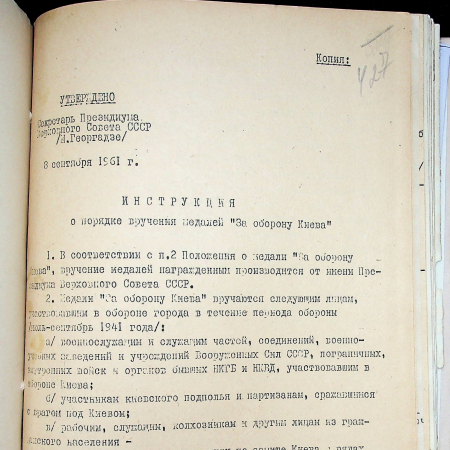 Копия:
427
УТВЕРЖДЕНО
Секретарь Президиума
Верховного Совета СССР
/М.Георгадзе/
8 сентября 1961 г.
ИНСТРУКЦИЯ
о порядке вручения медалей "За оборону Киева"
1. В соответствии с п.2 Положения о медали "За оборону
Киева", вручение медалей награжденным производится от имени Пре-
зидиума Верховного Совета СССР.
2. Медали "За оборону Киева" вручаются следующим лицам,
участвовавшим в обороне города в течение периода обороны
/июль-сентябрь 1941 года/:
а/ военнослужащим и служащим частей, соединений, военно-
учебных заведений и учреждений Вооруженных Сил СССР, пограничных,
внутренних войск и органов бывших НКГБ и НКВД, участвовавшим в
обороне Киева;
б/ участникам киевского подполья и партизанам, сражавшимся
с врагом под Киевом;
в/ рабочим, служащим, колхозникам и другим лицам из граж-
данского населения -
Киева